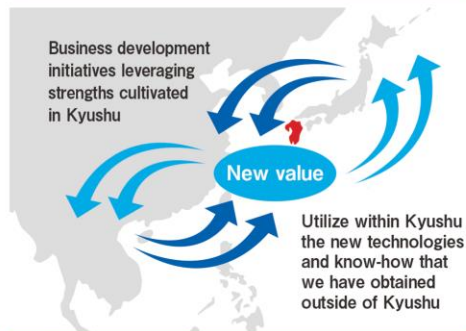 Business development
initiatives leveraging
strengths cultivated
in Kyushu
New value
Utilize within Kyushu
the new technologies
and know-how that
we have obtained
outside of Kyushu